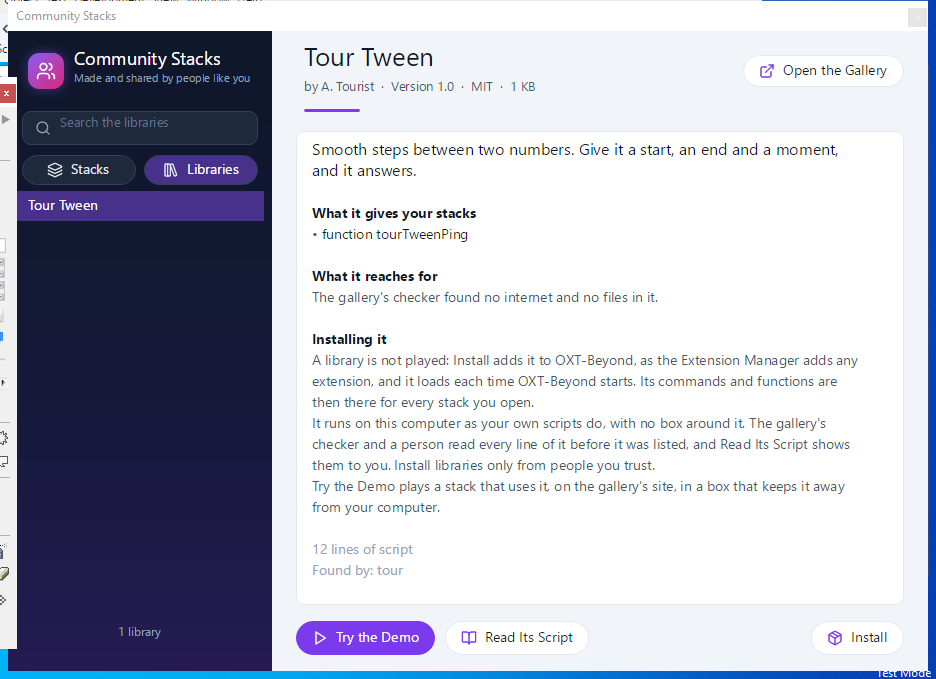 Community Stacks
x
Community Stacks
Made and shared by people like you
Search the libraries
Stacks
Libraries
Tour Tween
1 library
Tour Tween
by A. Tourist · Version 1.0 · MIT · 1 KB
Open the Gallery
Smooth steps between two numbers. Give it a start, an end and a moment,
and it answers.
What it gives your stacks
• function tourTweenPing
What it reaches for
The gallery's checker found no internet and no files in it.
Installing it
A library is not played: Install adds it to OXT-Beyond, as the Extension Manager adds any
extension, and it loads each time OXT-Beyond starts. Its commands and functions are
then there for every stack you open.
It runs on this computer as your own scripts do, with no box around it. The gallery's
checker and a person read every line of it before it was listed, and Read Its Script shows
them to you. Install libraries only from people you trust.
Try the Demo plays a stack that uses it, on the gallery's site, in a box that keeps it away
from your computer.
12 lines of script
Found by: tour
Try the Demo
Read Its Script
Install
Test Mode